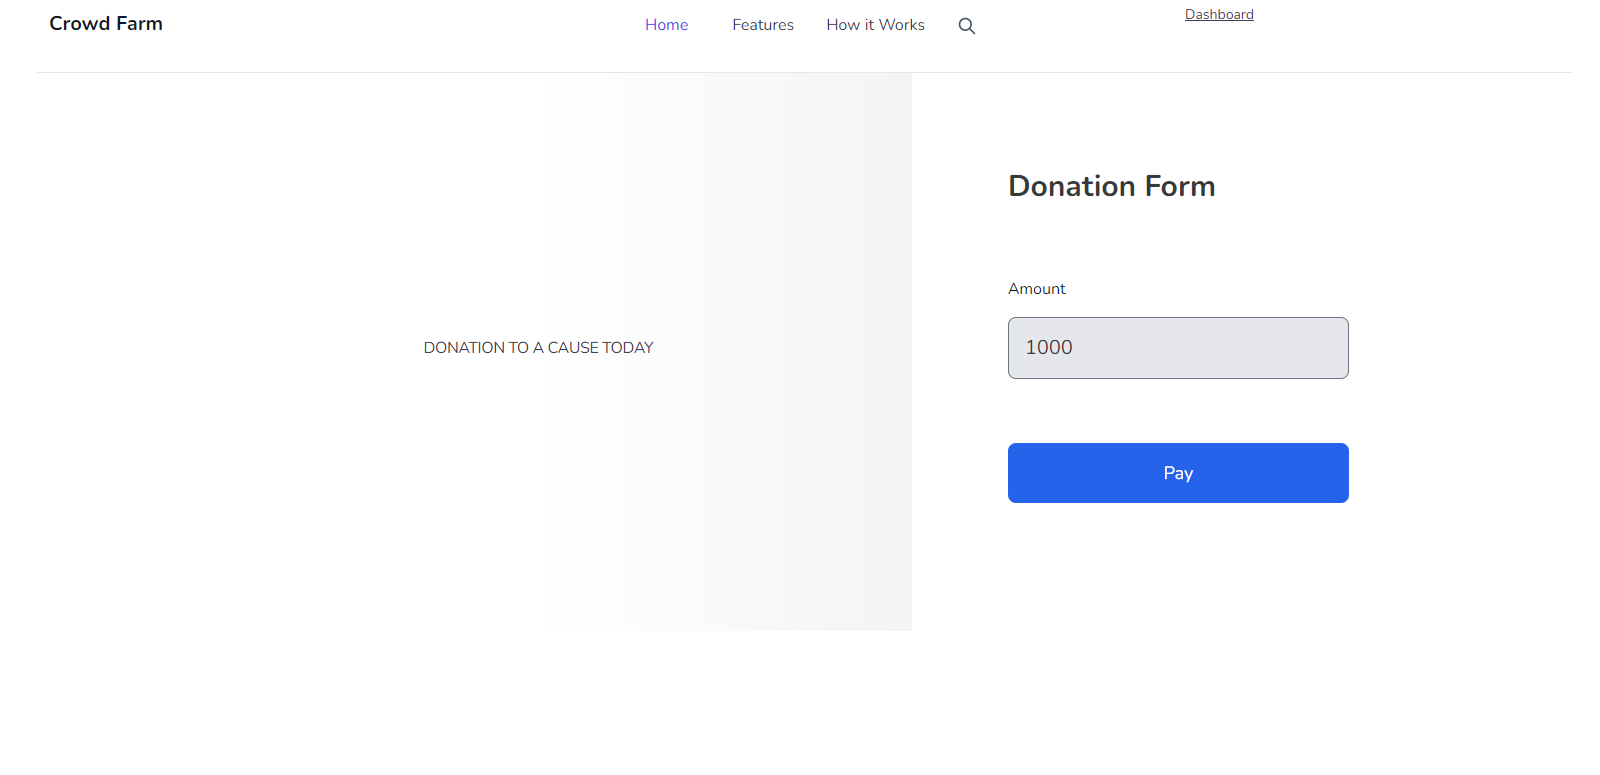 Crowd Farm
Home
Features
How it Works
Dashboard
DONATION TO A CAUSE TODAY
Donation Form
Amount
1000
Pay